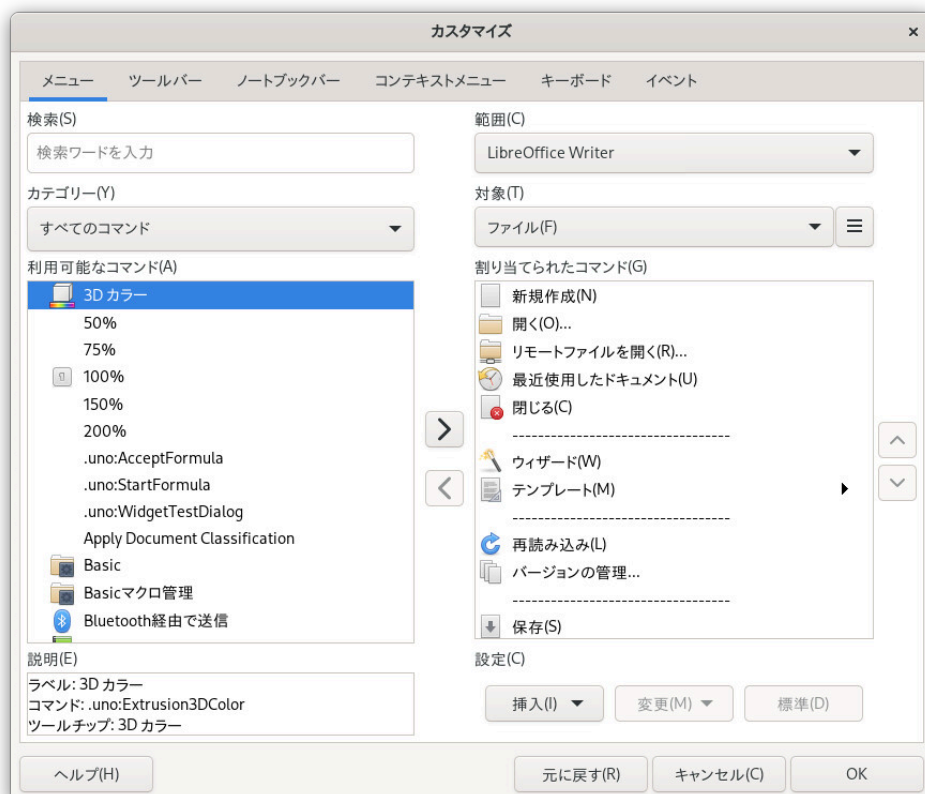 カスタマイズ
メニュー ツールバー ノートブックバー コンテキストメニュー キーボード イベント
検索(S)
検索ワードを入力
カテゴリー(Y)
すべてのコマンド
利用可能なコマンド(A)
3D カラー
50%
75%
100%
150%
200%
.uno:AcceptFormula
.uno:StartFormula
.uno:WidgetTestDialog
Apply Document Classification
Basic
Basicマクロ管理
Bluetooth経由で送信
説明(E)
ラベル: 3D カラー
コマンド: .uno:Extrusion3DColor
ツールチップ: 3D カラー
範囲(C)
LibreOffice Writer
対象(T)
ファイル(F)
割り当てられたコマンド(G)
新規作成(N)
開く(O)...
リモートファイルを開く(R)...
最近使用したドキュメント(U)
閉じる(C)
----------------------------------
ウィザード(W)
テンプレート(M)
----------------------------------
再読み込み(L)
バージョンの管理...
----------------------------------
保存(S)
設定(C)
挿入(I) 変更(M) 標準(D)
ヘルプ(H) 元に戻す(R) キャンセル(C) OK